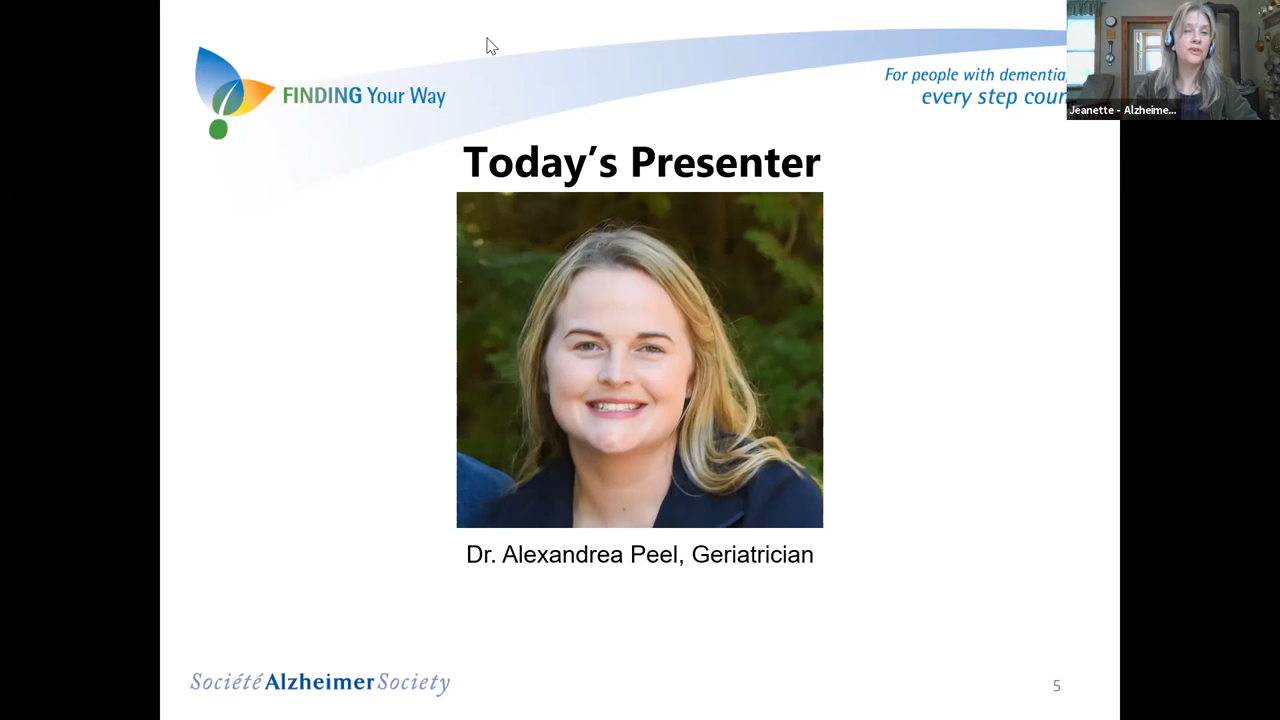 FINDING Your Way
For people with dementia,
every step cour
Jeanette - Alzheime...
Today's Presenter
Dr. Alexandrea Peel, Geriatrician
Société Alzheimer Society
5